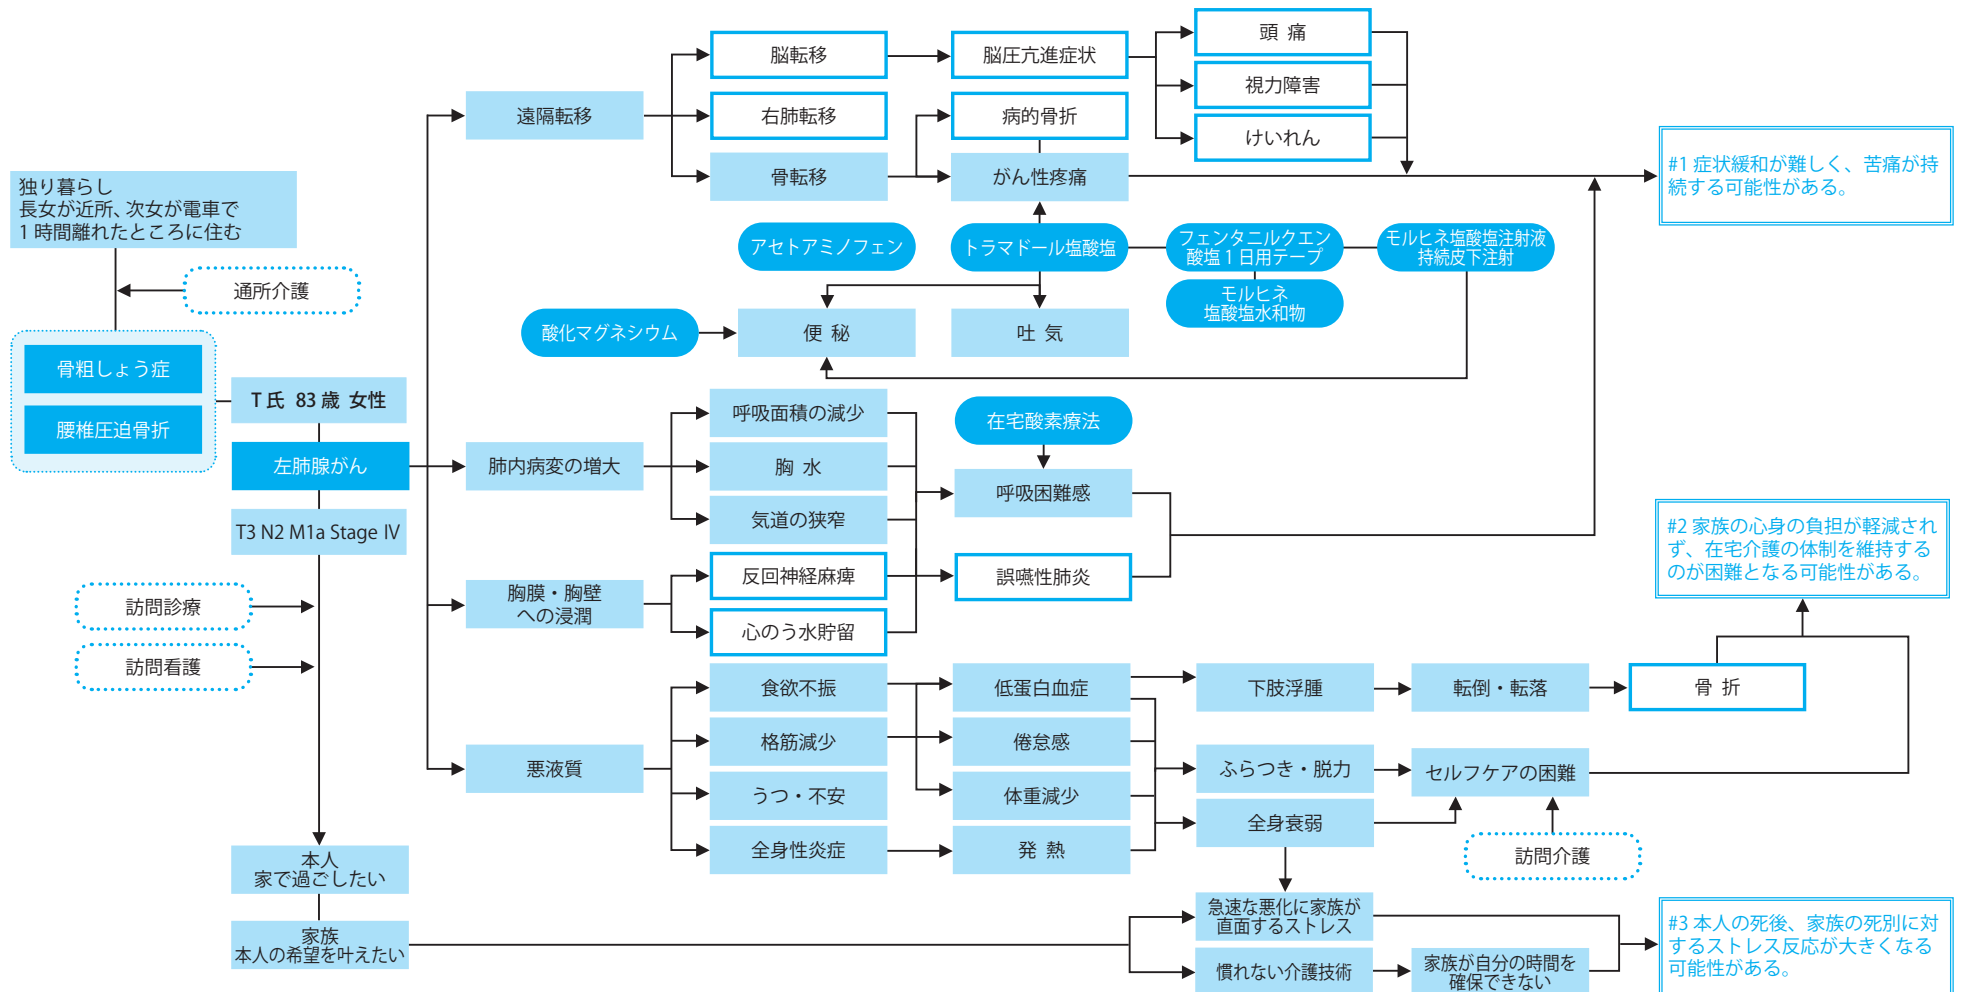 独り暮らし
長女が近所、次女が電車で
1時間離れたところに住む
通所介護
骨粗しょう症
腰椎圧迫骨折
T氏 83歳 女性
左肺腺がん
T3 N2 M1a Stage Ⅳ
訪問診療
訪問看護
本人
家で過ごしたい
家族
本人の希望を叶えたい
遠隔転移
肺内病変の増大
胸膜・胸壁
への浸潤
悪液質
脳転移
右肺転移
骨転移
脳圧亢進症状
病的骨折
がん性疼痛
頭 痛
視力障害
けいれん
アセトアミノフェン
トラマドール塩酸塩
フェンタニルクエン
酸塩1日用テープ
モルヒネ塩酸塩注射液
持続皮下注射
モルヒネ
塩酸塩水和物
酸化マグネシウム
便 秘
吐 気
呼吸面積の減少
胸 水
気道の狭窄
反回神経麻痺
心のう水貯留
在宅酸素療法
呼吸困難感
誤嚥性肺炎
食欲不振
格筋減少
うつ・不安
全身性炎症
低蛋白血症
倦怠感
体重減少
発 熱
下肢浮腫
ふらつき・脱力
全身衰弱
転倒・転落
セルフケアの困難
骨 折
訪問介護
急速な悪化に家族が
直面するストレス
慣れない介護技術
家族が自分の時間を
確保できない
#1 症状緩和が難しく、苦痛が持
続する可能性がある。
#2 家族の心身の負担が軽減され
ず、在宅介護の体制を維持する
のが困難となる可能性がある。
#3 本人の死後、家族の死別に対
するストレス反応が大きくなる
可能性がある。